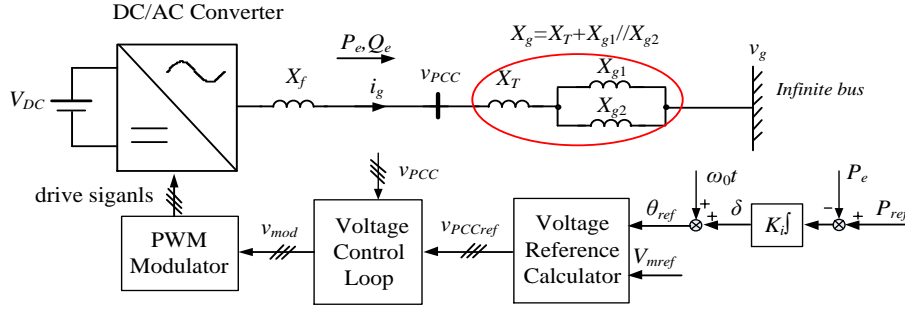 DC/AC Converter
P_e, Q_e
X_g=X_T+X_g1//X_g2
v_g
X_f
i_g
v_PCC
X_T
X_g1
X_g2
V_DC
Infinite bus
drive siganls
v_PCC
ω_0t
P_e
PWM
Modulator
v_mod
Voltage
Control
Loop
v_PCCref
Voltage
Reference
Calculator
θ_ref
V_mref
+
+
δ
K_i∫
-
+
P_ref